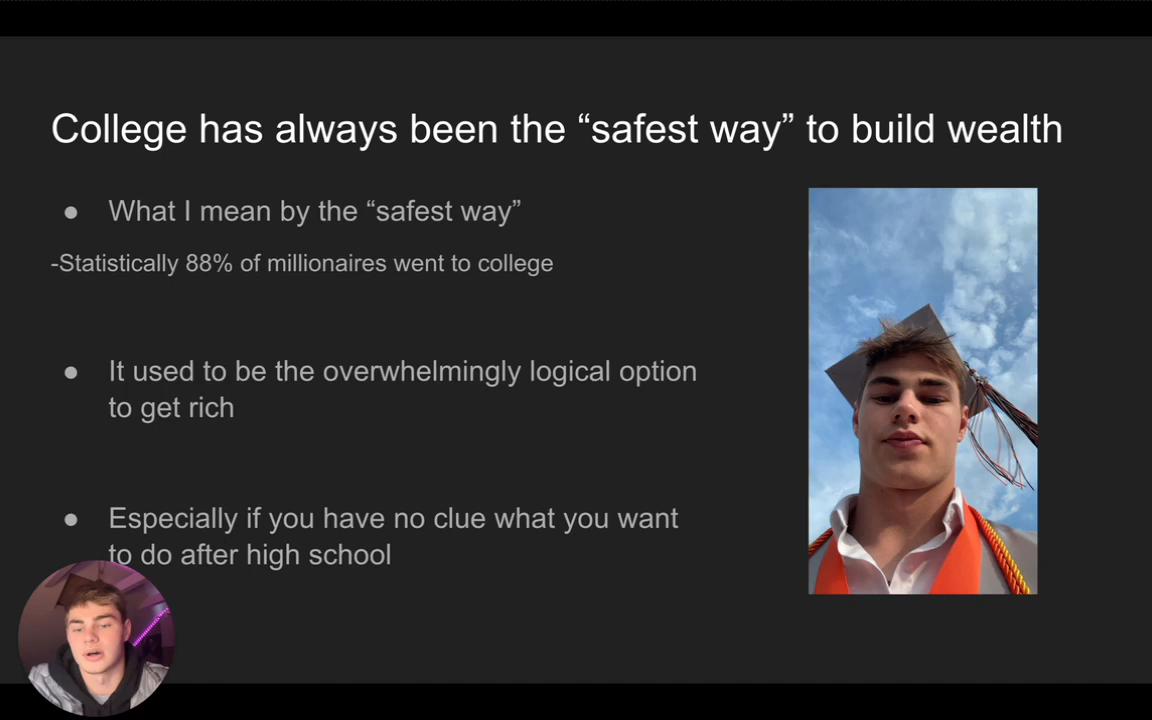 College has always been the “safest way” to build wealth
● What I mean by the “safest way”
-Statistically 88% of millionaires went to college
● It used to be the overwhelmingly logical option
to get rich
● Especially if you have no clue what you want
to do after high school